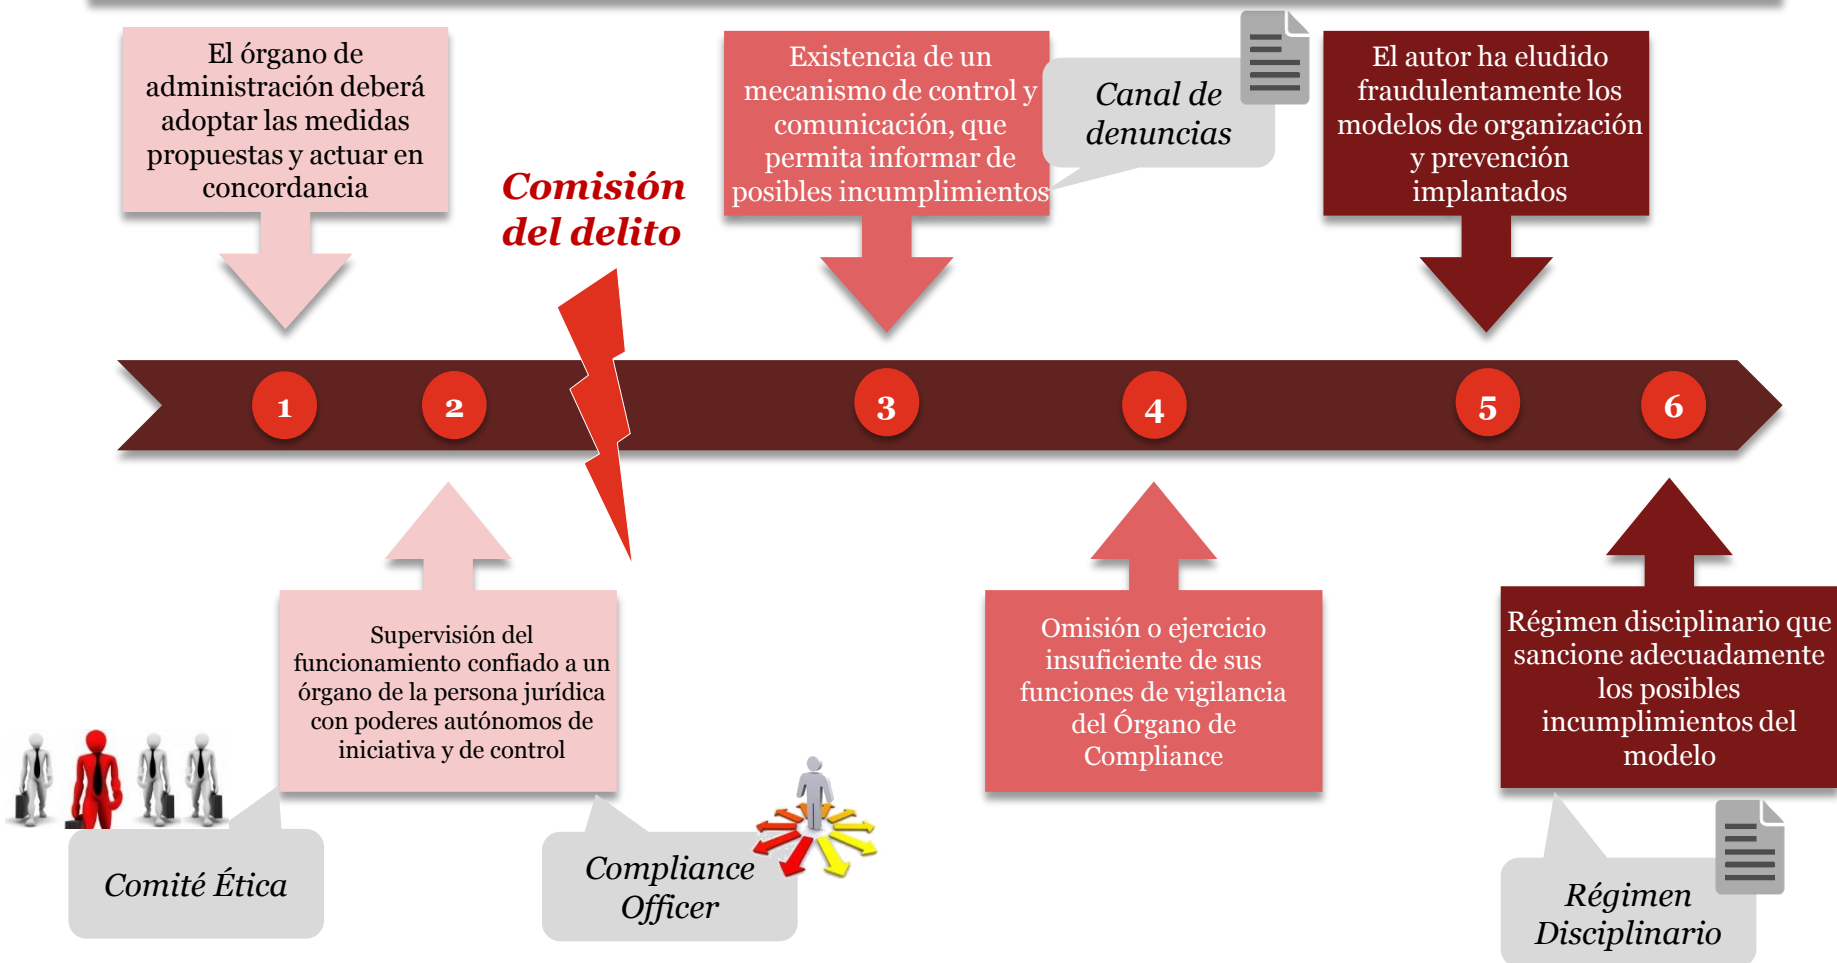 El órgano de
administración deberá
adoptar las medidas
propuestas y actuar en
concordancia
Comisión
del delito
Existencia de un
mecanismo de control y
comunicación, que
permita informar de
posibles incumplimientos
Canal de
denuncias
El autor ha eludido
fraudulentamente los
modelos de organización
y prevención
implantados
1
2
3
4
5
6
Supervisión del
funcionamiento confiado a un
órgano de la persona jurídica
con poderes autónomos de
iniciativa y de control
Omisión o ejercicio
insuficiente de sus
funciones de vigilancia
del Órgano de
Compliance
Régimen disciplinario que
sancione adecuadamente
los posibles
incumplimientos del
modelo
Comité Ética
Compliance
Officer
Régimen
Disciplinario